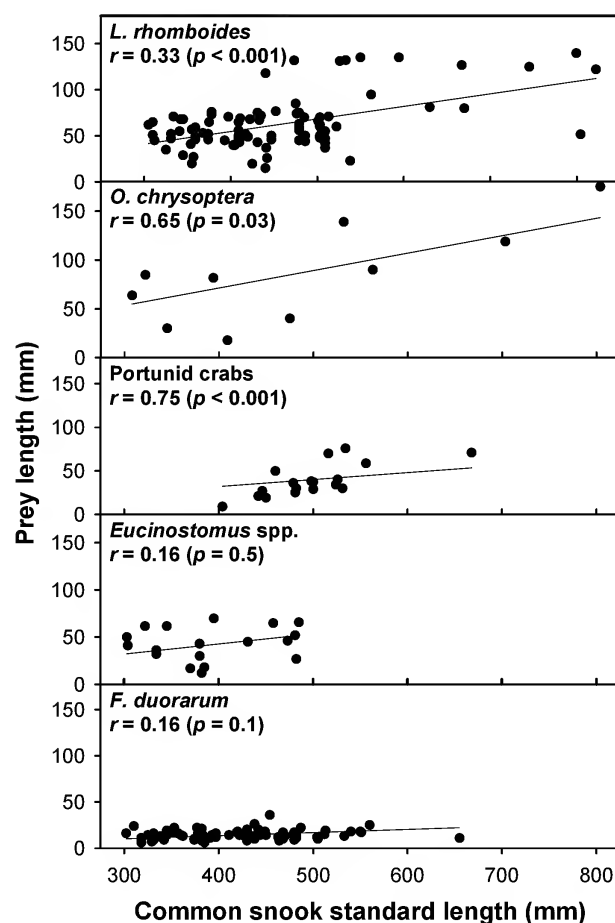 L. rhomboides
r = 0.33 (p < 0.001)
150
100
50
0
O. chrysoptera
r = 0.65 (p = 0.03)
150
100
50
0
Portunid crabs
r = 0.75 (p < 0.001)
150
100
50
0
Eucinostomus spp.
r = 0.16 (p = 0.5)
150
100
50
0
F. duorarum
r = 0.16 (p = 0.1)
150
100
50
0
Prey length (mm)
300 400 500 600 700 800
Common snook standard length (mm)